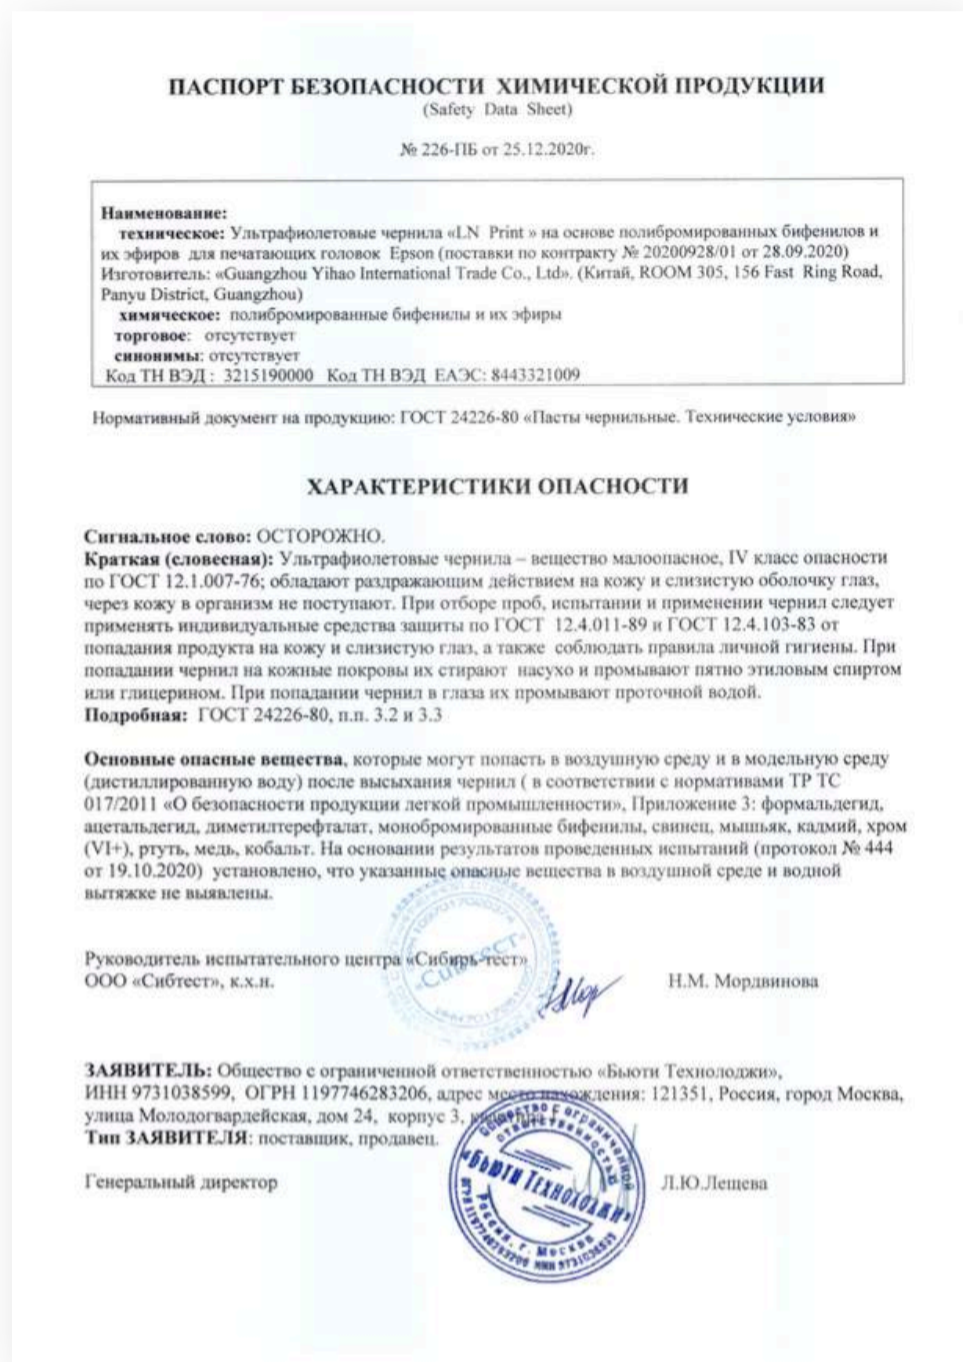 ПАСПОРТ БЕЗОПАСНОСТИ ХИМИЧЕСКОЙ ПРОДУКЦИИ
(Safety Data Sheet)
№ 226-ПБ от 25.12.2020г.
Наименование:
техническое: Ультрафиолетовые чернила «LN Print » на основе полибромированных бифенилов и
их эфиров для печатающих головок Epson (поставки по контракту № 20200928/01 от 28.09.2020)
Изготовитель: «Guangzhou Yihao International Trade Co., Ltd». (Китай, ROOM 305, 156 Fast Ring Road,
Panyu District, Guangzhou)
химическое: полибромированные бифенилы и их эфиры
торговое: отсутствует
синонимы: отсутствует
Код ТН ВЭД : 3215190000 Код ТН ВЭД ЕАЭС: 8443321009
Нормативный документ на продукцию: ГОСТ 24226-80 «Пасты чернильные. Технические условия»
ХАРАКТЕРИСТИКИ ОПАСНОСТИ
Сигнальное слово: ОСТОРОЖНО.
Краткая (словесная): Ультрафиолетовые чернила – вещество малоопасное, IV класс опасности
по ГОСТ 12.1.007-76; обладают раздражающим действием на кожу и слизистую оболочку глаз,
через кожу в организм не поступают. При отборе проб, испытании и применении чернил следует
применять индивидуальные средства защиты по ГОСТ 12.4.011-89 и ГОСТ 12.4.103-83 от
попадания продукта на кожу и слизистую глаз, а также соблюдать правила личной гигиены. При
попадании чернил на кожные покровы их стирают насухо и промывают пятно этиловым спиртом
или глицерином. При попадании чернил в глаза их промывают проточной водой.
Подробная: ГОСТ 24226-80, п.п. 3.2 и 3.3
Основные опасные вещества, которые могут попасть в воздушную среду и в модельную среду
(дистиллированную воду) после высыхания чернил ( в соответствии с нормативами ТР ТС
017/2011 «О безопасности продукции легкой промышленности», Приложение 3: формальдегид,
ацетальдегид, диметилтерефталат, монобромированные бифенилы, свинец, мышьяк, кадмий, хром
(VI+), ртуть, медь, кобальт. На основании результатов проведенных испытаний (протокол № 444
от 19.10.2020) установлено, что указанные опасные вещества в воздушной среде и водной
вытяжке не выявлены.
Руководитель испытательного центра «Сибирь-тест»
ООО «Сибтест», к.х.н. Н.М. Мордвинова
«Сибтест»
ЗАЯВИТЕЛЬ: Общество с ограниченной ответственностью «Бьюти Технолоджи»,
ИНН 9731038599, ОГРН 1197746283206, адрес место нахождения: 121351, Россия, город Москва,
улица Молодогвардейская, дом 24, корпус 3,
Тип ЗАЯВИТЕЛЯ: поставщик, продавец.
Генеральный директор Л.Ю.Лещева
Общество с ограниченной
ответственностью
«Бьюти Технолоджи»
Россия, г. Москва
ОГРН 1197746283206 ИНН 9731038599